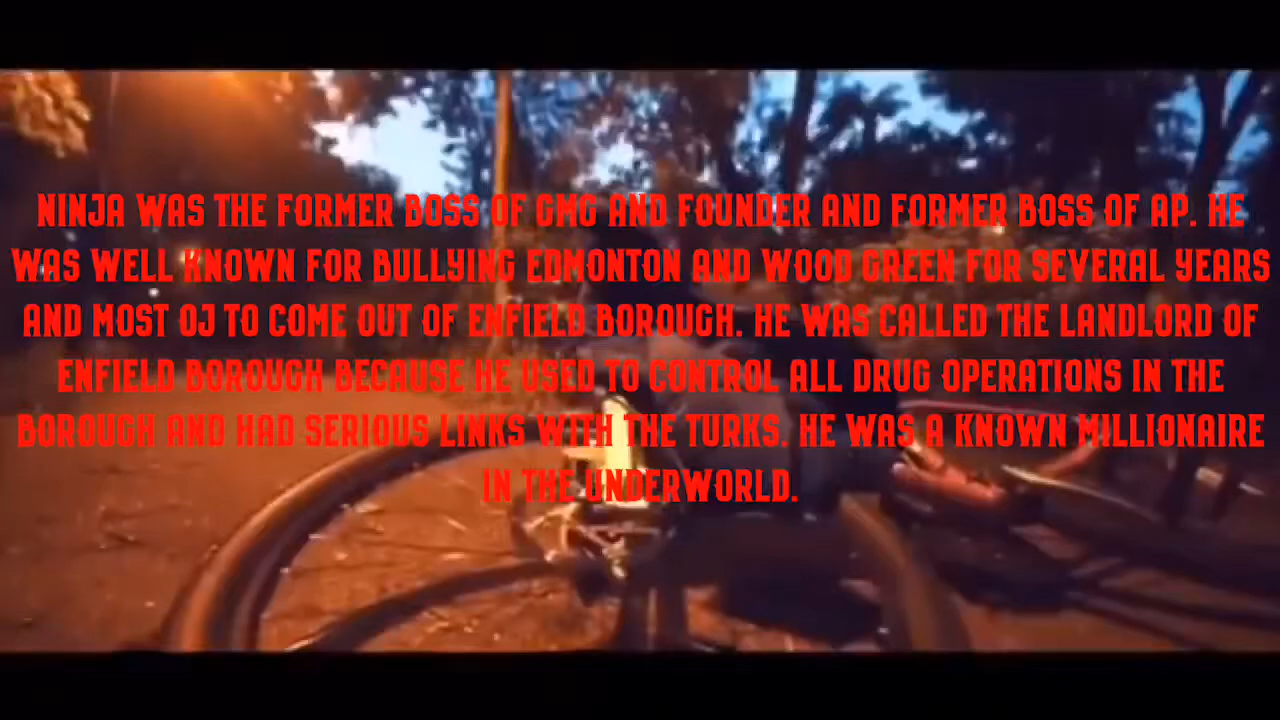 NINJA WAS THE FORMER BOSS OF GMG AND FOUNDER AND FORMER BOSS OF AP. HE
WAS WELL KNOWN FOR BULLYING EDMONTON AND WOOD GREEN FOR SEVERAL YEARS
AND MOST OJ TO COME OUT OF ENFIELD BOROUGH. HE WAS CALLED THE LANDLORD OF
ENFIELD BOROUGH BECAUSE HE USED TO CONTROL ALL DRUG OPERATIONS IN THE
BOROUGH AND HAD SERIOUS LINKS WITH THE TURKS. HE WAS A KNOWN MILLIONAIRE
IN THE UNDERWORLD.